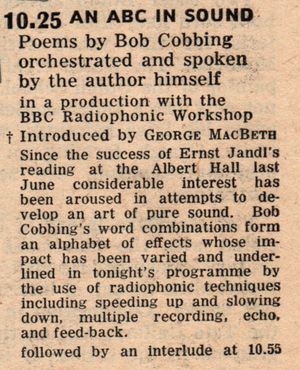 10.25 AN ABC IN SOUND
Poems by Bob Cobbing
orchestrated and spoken
by the author himself
in a production with the
BBC Radiophonic Workshop
† Introduced by GEORGE MACBETH
Since the success of Ernst Jandl's
reading at the Albert Hall last
June considerable interest has
been aroused in attempts to de-
velop an art of pure sound. Bob
Cobbing's word combinations form
an alphabet of effects whose im-
pact has been varied and under-
lined in tonight's programme by
the use of radiophonic techniques
including speeding up and slowing
down, multiple recording, echo,
and feed-back.
followed by an interlude at 10.55